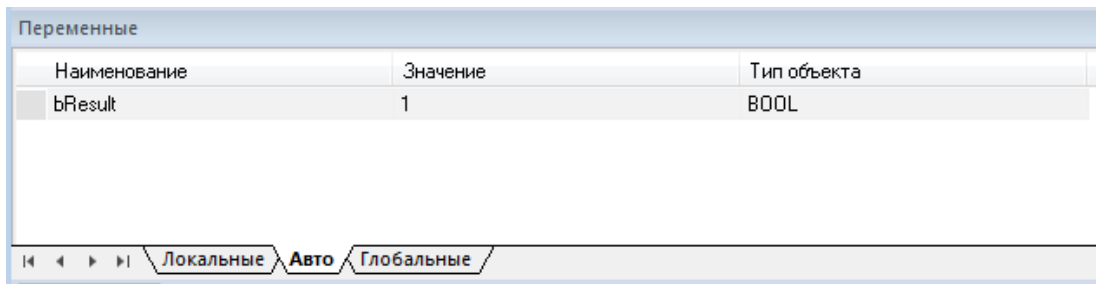 Переменные
Наименование Значение Тип объекта
bResult 1 BOOL
Локальные Авто Глобальные